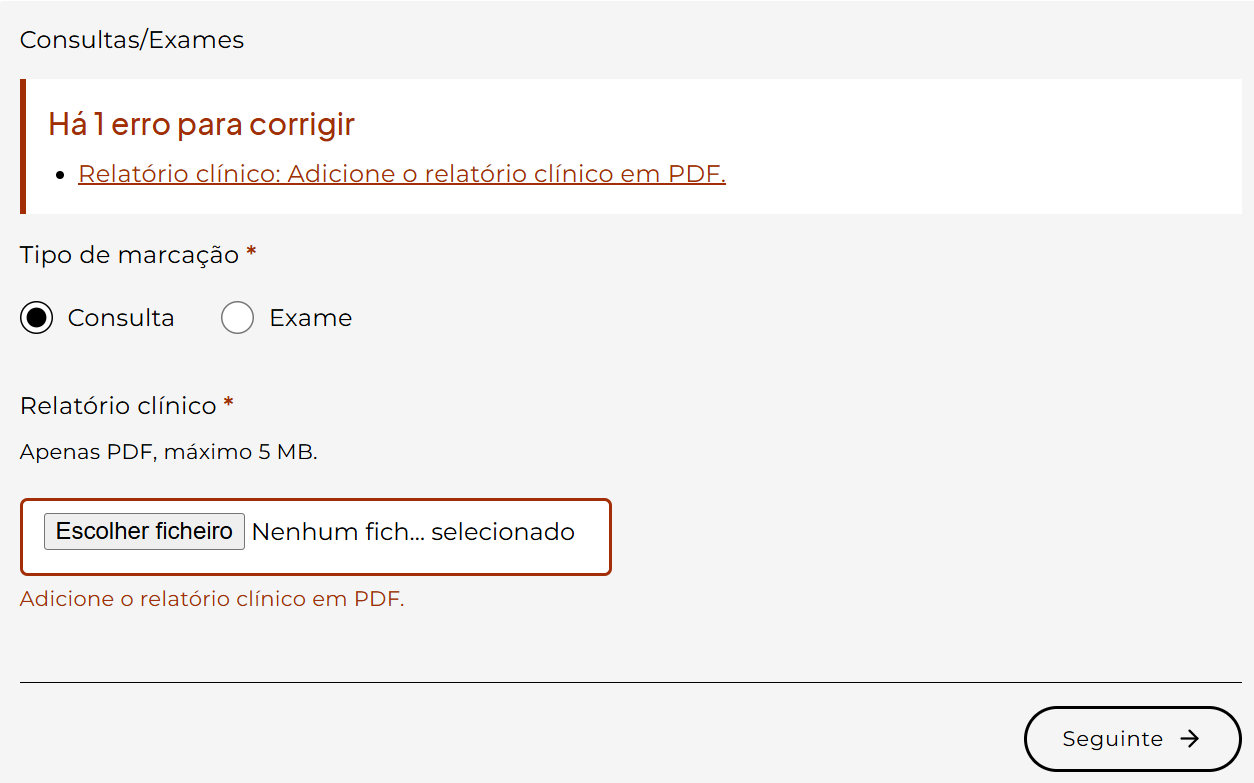 Consultas/Exames
Há 1 erro para corrigir
Relatório clínico: Adicione o relatório clínico em PDF.
Tipo de marcação *
Consulta Exame
Relatório clínico *
Apenas PDF, máximo 5 MB.
Escolher ficheiro Nenhum fich... selecionado
Adicione o relatório clínico em PDF.
Seguinte →